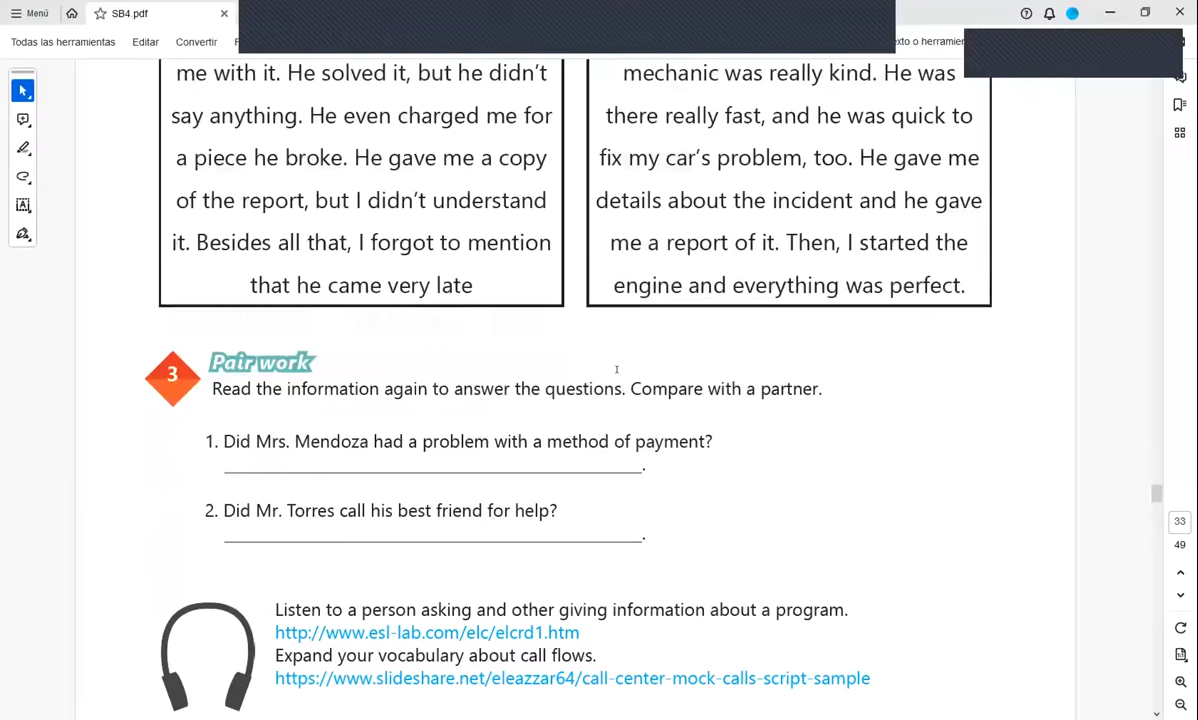 Menú
SB4.pdf
Todas las herramientas
Editar
Convertir
exto o herramien
me with it. He solved it, but he didn’t
say anything. He even charged me for
a piece he broke. He gave me a copy
of the report, but I didn’t understand
it. Besides all that, I forgot to mention
that he came very late
mechanic was really kind. He was
there really fast, and he was quick to
fix my car’s problem, too. He gave me
details about the incident and he gave
me a report of it. Then, I started the
engine and everything was perfect.
3
Pair work
Read the information again to answer the questions. Compare with a partner.
1. Did Mrs. Mendoza had a problem with a method of payment?
2. Did Mr. Torres call his best friend for help?
Listen to a person asking and other giving information about a program.
http://www.esl-lab.com/elc/elcrd1.htm
Expand your vocabulary about call flows.
https://www.slideshare.net/eleazzar64/call-center-mock-calls-script-sample
33
49